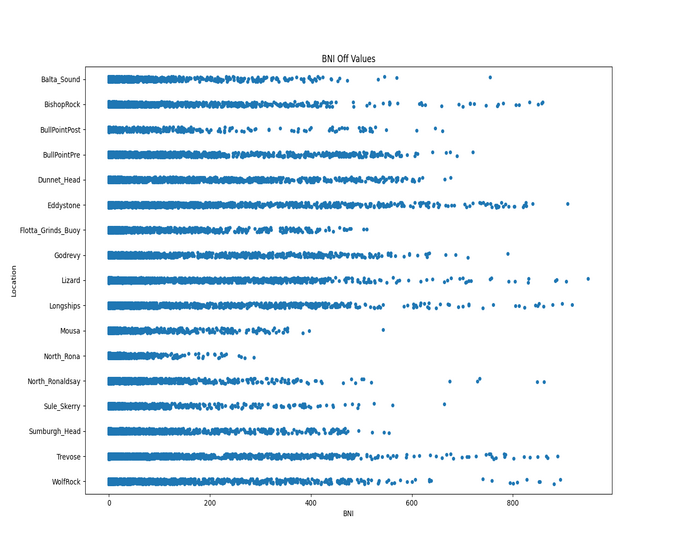 BNI Off Values
Balta_Sound
BishopRock
BullPointPost
BullPointPre
Dunnet_Head
Eddystone
Flotta_Grinds_Buoy
Godrevy
Lizard
Longships
Mousa
North_Rona
North_Ronaldsay
Sule_Skerry
Sumburgh_Head
Trevose
WolfRock
Location
0 200 400 600 800
BNI